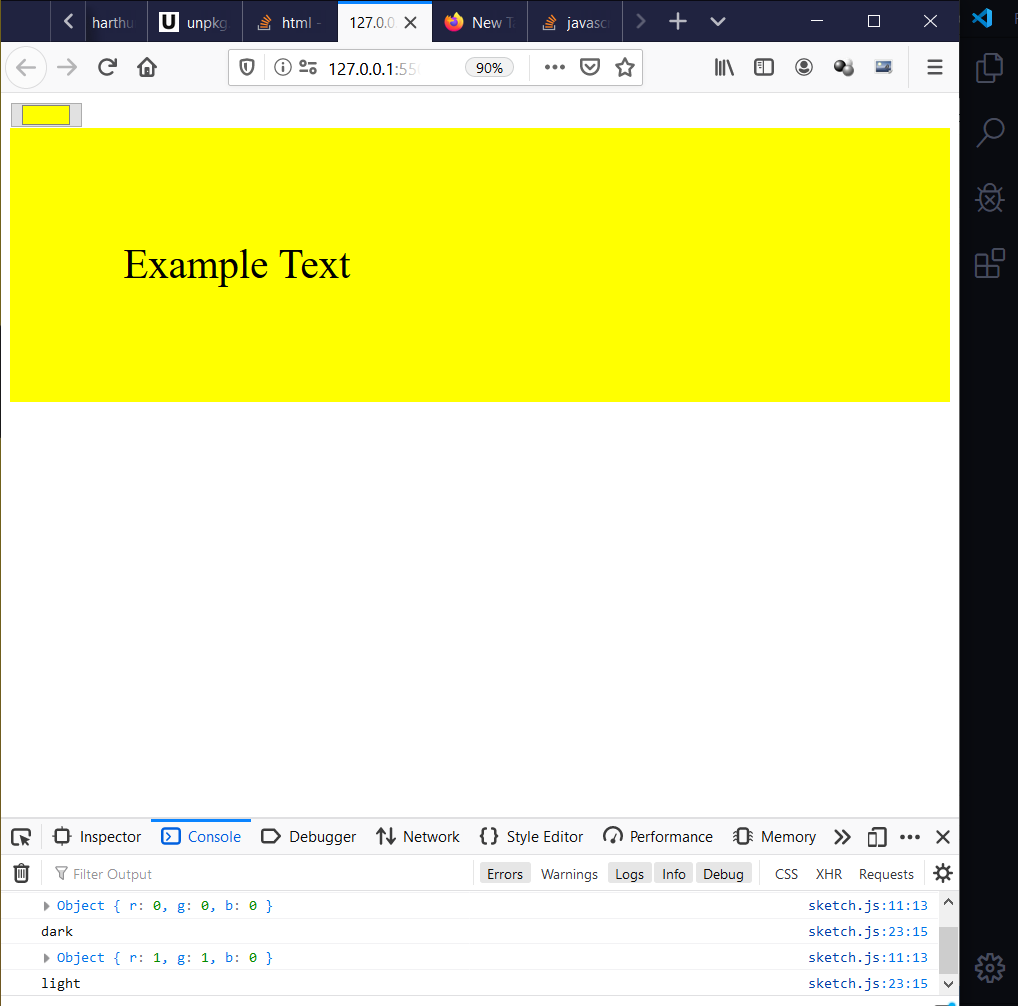 harthu unpkg html - 127.0.0. New T javascr
127.0.0.1:55 90%
Example Text
Inspector Console Debugger Network Style Editor Performance Memory
Filter Output Errors Warnings Logs Info Debug CSS XHR Requests
Object { r: 0, g: 0, b: 0 } sketch.js:11:13
dark sketch.js:23:15
Object { r: 1, g: 1, b: 0 } sketch.js:11:13
light sketch.js:23:15